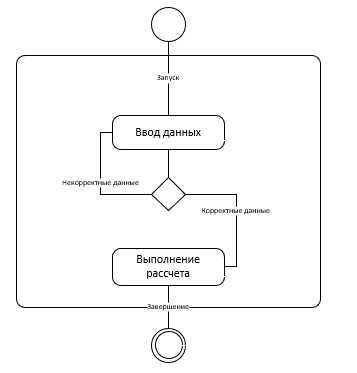 Запуск
Ввод данных
Некорректные данные
Корректные данные
Выполнение
рассчета
Завершение